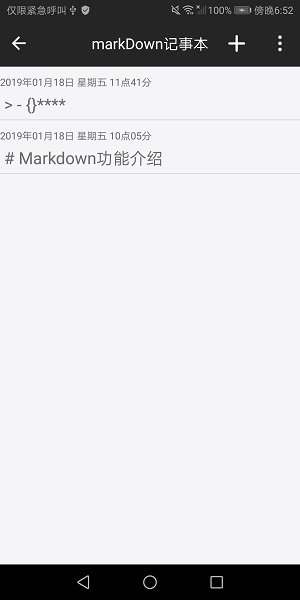 仅限紧急呼叫 100% 傍晚6:52
markDown记事本
2019年01月18日 星期五 11点41分
> - {}****
2019年01月18日 星期五 10点05分
# Markdown功能介绍